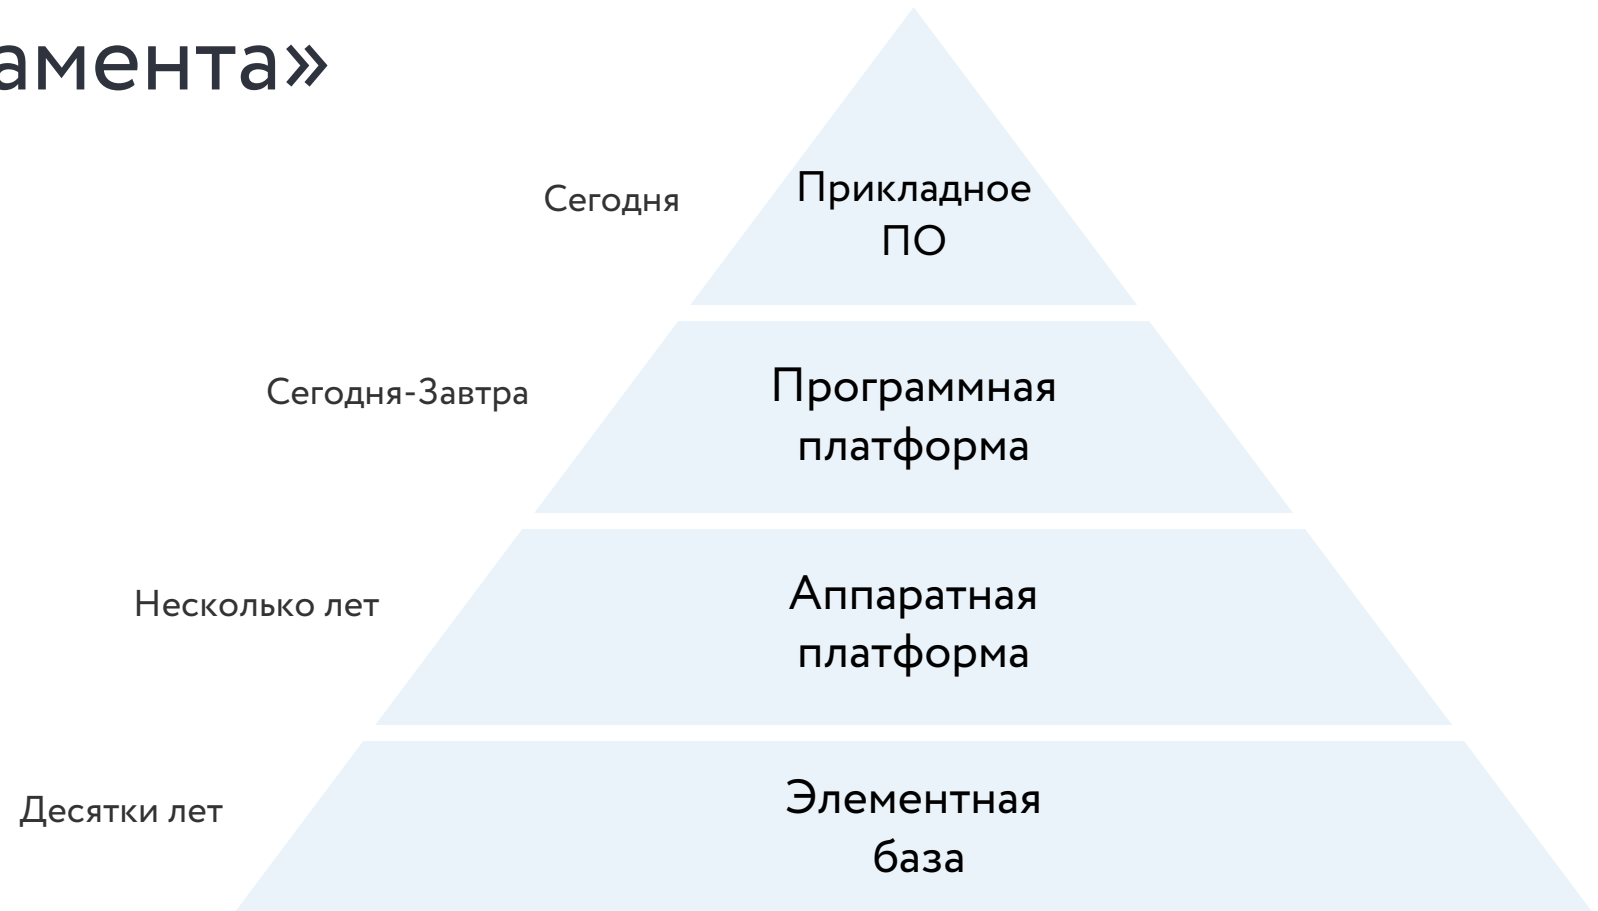 амента»
Сегодня
Прикладное
ПО
Сегодня-Завтра
Программная
платформа
Несколько лет
Аппаратная
платформа
Десятки лет
Элементная
база